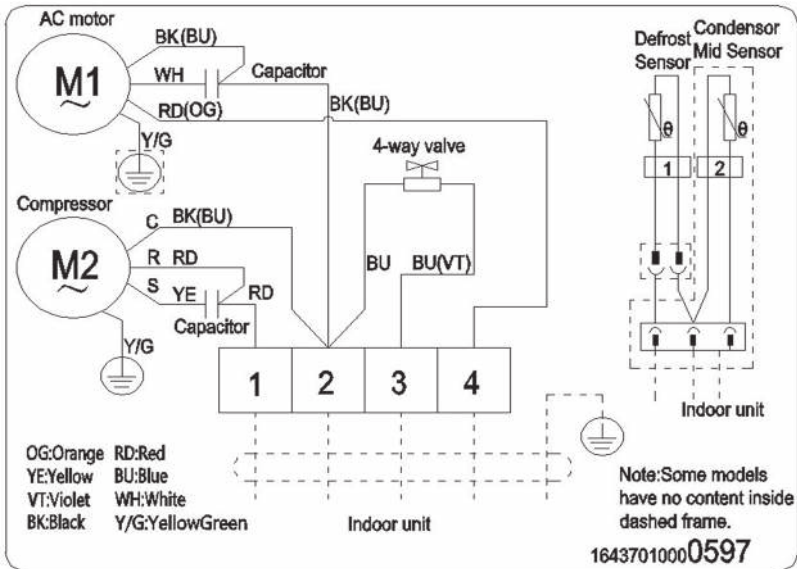 AC motor
M1
~
BK(BU)
WH
Capacitor
RD(OG)
BK(BU)
Y/G
4-way valve
Compressor
M2
~
C BK(BU)
R RD
S YE
RD
Capacitor
BU
BU(VT)
Y/G
1 2 3 4
Indoor unit
Defrost
Sensor
Condensor
Mid Sensor
θ
θ
1
2
Indoor unit
OG:Orange RD:Red
YE:Yellow BU:Blue
VT:Violet WH:White
BK:Black Y/G:YellowGreen
Note:Some models
have no content inside
dashed frame.
16437010000597